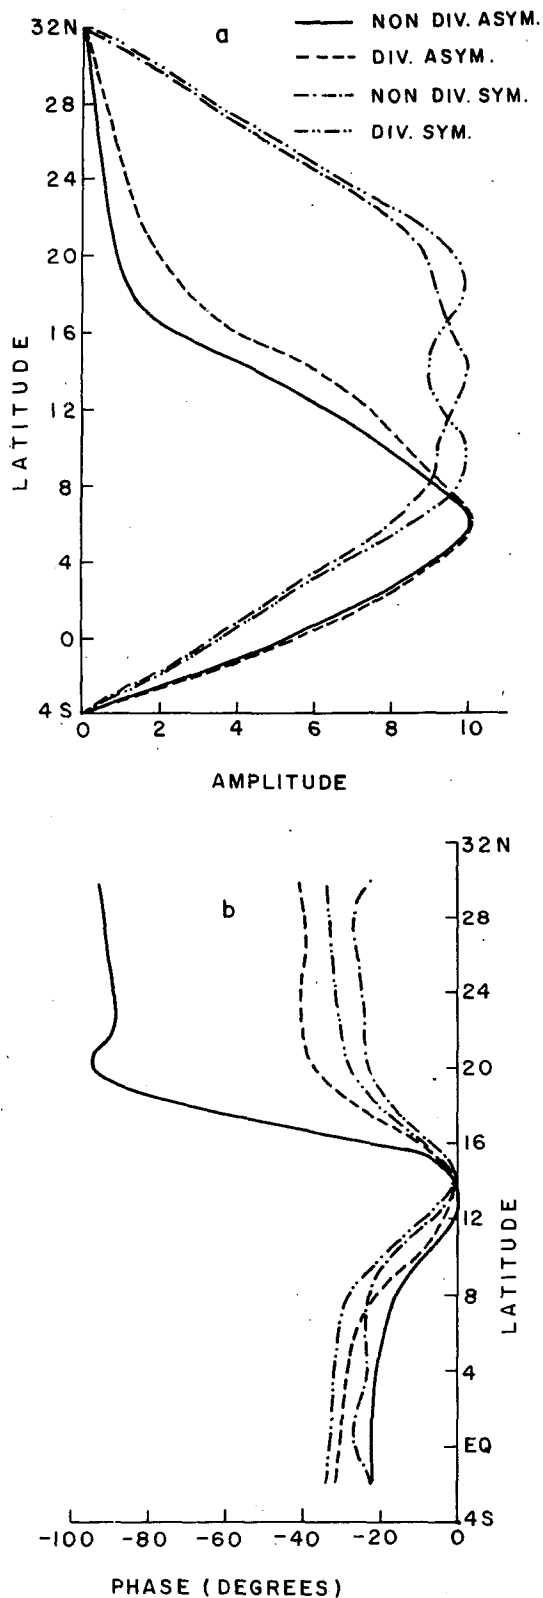 a
NON DIV. ASYM.
DIV. ASYM.
NON DIV. SYM.
DIV. SYM.
32N
28
24
20
16
12
8
4
0
4S
LATITUDE
0 2 4 6 8 10
AMPLITUDE
b
32N
28
24
20
16
12
8
4
EQ
4S
LATITUDE
-100 -80 -60 -40 -20 0
PHASE (DEGREES)